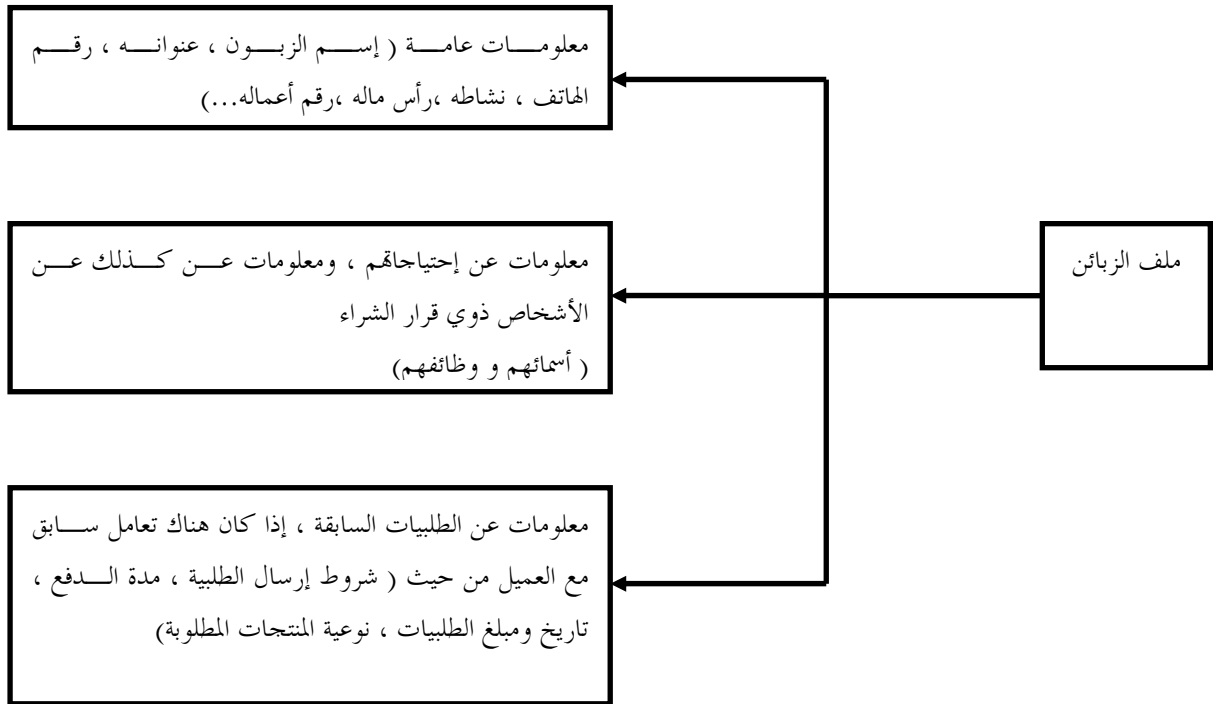 معلومات عامة ( إسم الزبون ، عنوانه ، رقم
الهاتف ، نشاطه ،رأس ماله ،رقم أعماله...)
ملف الزبائن
معلومات عن إحتياجاتهم ، ومعلومات عن كذلك عن
الأشخاص ذوي قرار الشراء
( أسمائهم و وظائفهم)
معلومات عن الطلبيات السابقة ، إذا كان هناك تعامل سابق
مع العميل من حيث ( شروط إرسال الطلبية ، مدة الدفع ،
تاريخ ومبلغ الطلبيات ، نوعية المنتجات المطلوبة)